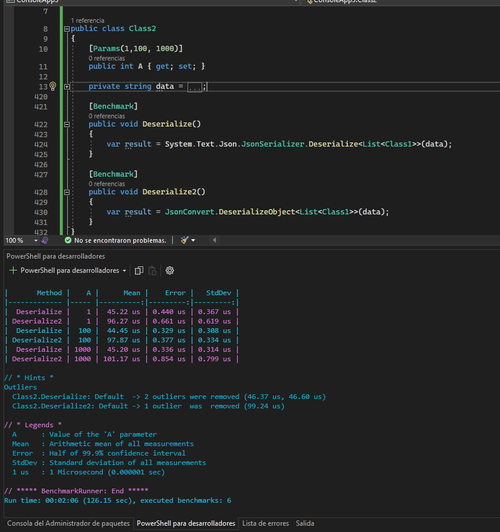 ConsoleApp3
ConsoleApp3.Class2
7
1 referencia
8 public class Class2
9 {
10 [Params(1,100, 1000)]
0 referencias
11 public int A { get; set; }
12
13 private string data = ...;
420
421 [Benchmark]
0 referencias
422 public void Deserialize()
423 {
424 var result = System.Text.Json.JsonSerializer.Deserialize<List<Class1>>(data);
425 }
426
427 [Benchmark]
0 referencias
428 public void Deserialize2()
429 {
430 var result = JsonConvert.DeserializeObject<List<Class1>>(data);
431 }
432 }
100 % No se encontraron problemas.
PowerShell para desarrolladores
PowerShell para desarrolladores
| Method | A | Mean | Error | StdDev |
|------------- |----- |----------:|---------:|---------:|
| Deserialize | 1 | 45.22 us | 0.440 us | 0.367 us |
| Deserialize2 | 1 | 96.27 us | 0.661 us | 0.619 us |
| Deserialize | 100 | 44.45 us | 0.329 us | 0.308 us |
| Deserialize2 | 100 | 97.87 us | 0.377 us | 0.334 us |
| Deserialize | 1000 | 45.20 us | 0.336 us | 0.314 us |
| Deserialize2 | 1000 | 101.17 us | 0.854 us | 0.799 us |
// * Hints *
Outliers
Class2.Deserialize: Default -> 2 outliers were removed (46.37 us, 46.60 us)
Class2.Deserialize2: Default -> 1 outlier was removed (99.24 us)
// * Legends *
A : Value of the 'A' parameter
Mean : Arithmetic mean of all measurements
Error : Half of 99.9% confidence interval
StdDev : Standard deviation of all measurements
1 us : 1 Microsecond (0.000001 sec)
// ***** BenchmarkRunner: End *****
Run time: 00:02:06 (126.15 sec), executed benchmarks: 6
Consola del Administrador de paquetes PowerShell para desarrolladores Lista de errores Salida